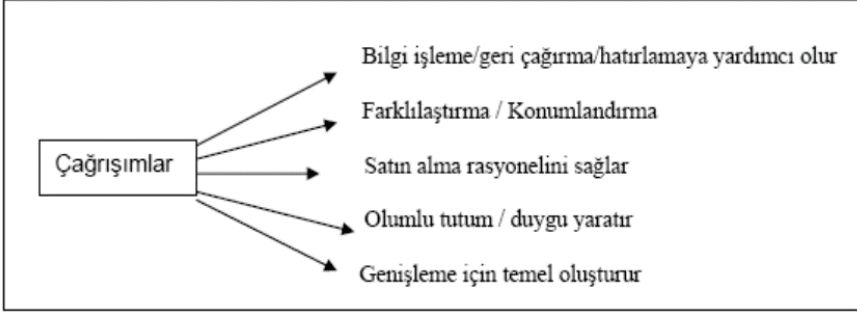 Bilgi işleme/geri çağırma/hatırlamaya yardımcı olur
Farklılaştırma / Konumlandırma
Çağrışımlar
Satın alma rasyonelini sağlar
Olumlu tutum / duygu yaratır
Genişleme için temel oluşturur